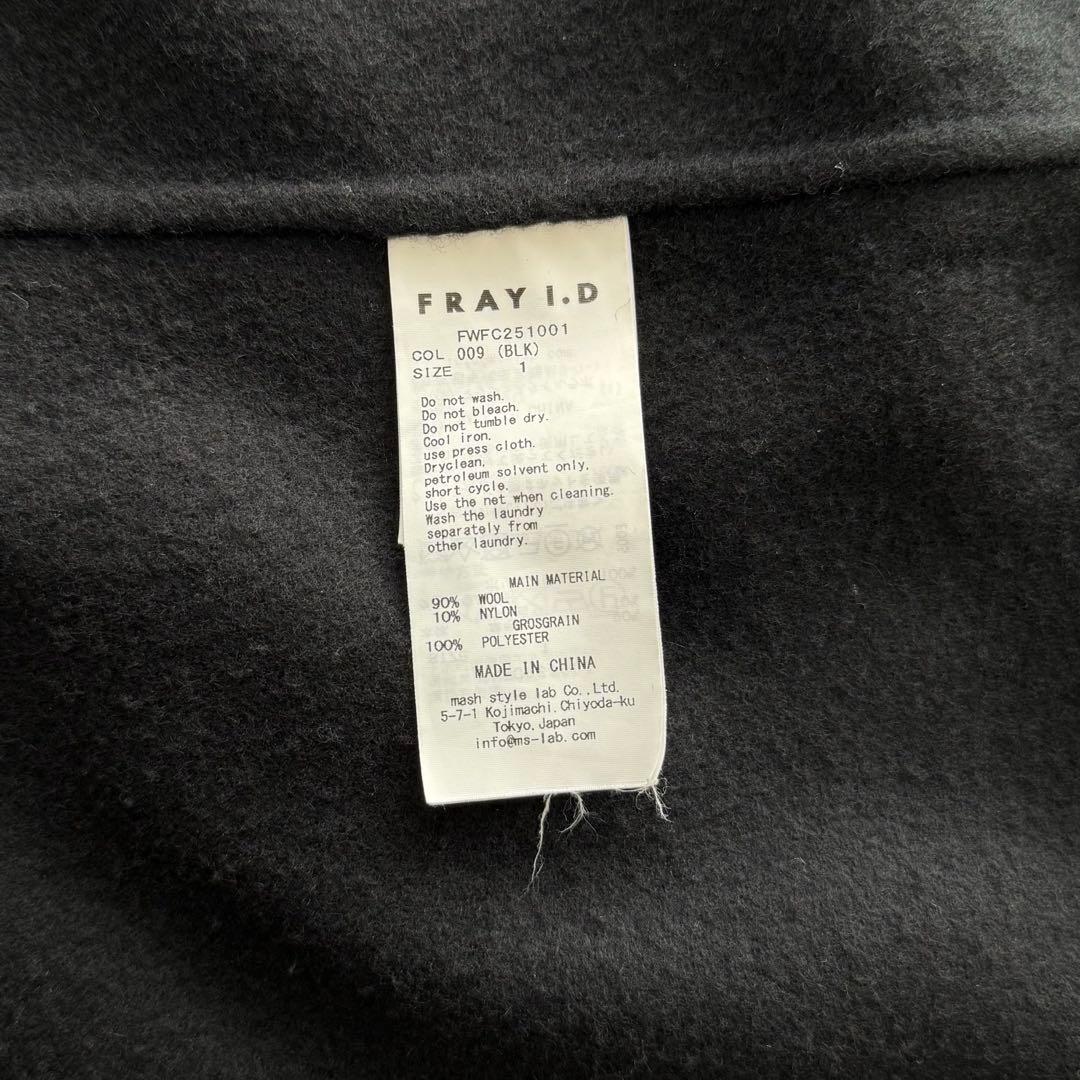 FRAY I.D
FWFC251001
COL 009 (BLK)
SIZE 1
Do not wash.
Do not bleach.
Do not tumble dry.
Cool iron.
use press cloth.
Dryclean,
petroleum solvent only,
short cycle.
Use the net when cleaning.
Wash the laundry
separately from
other laundry.
MAIN MATERIAL
90% WOOL
10% NYLON
GROSGRAIN
100% POLYESTER
MADE IN CHINA
mash style lab Co.,Ltd.
5-7-1 Kojimachi,Chiyoda-ku
Tokyo,Japan
info@ms-lab.com